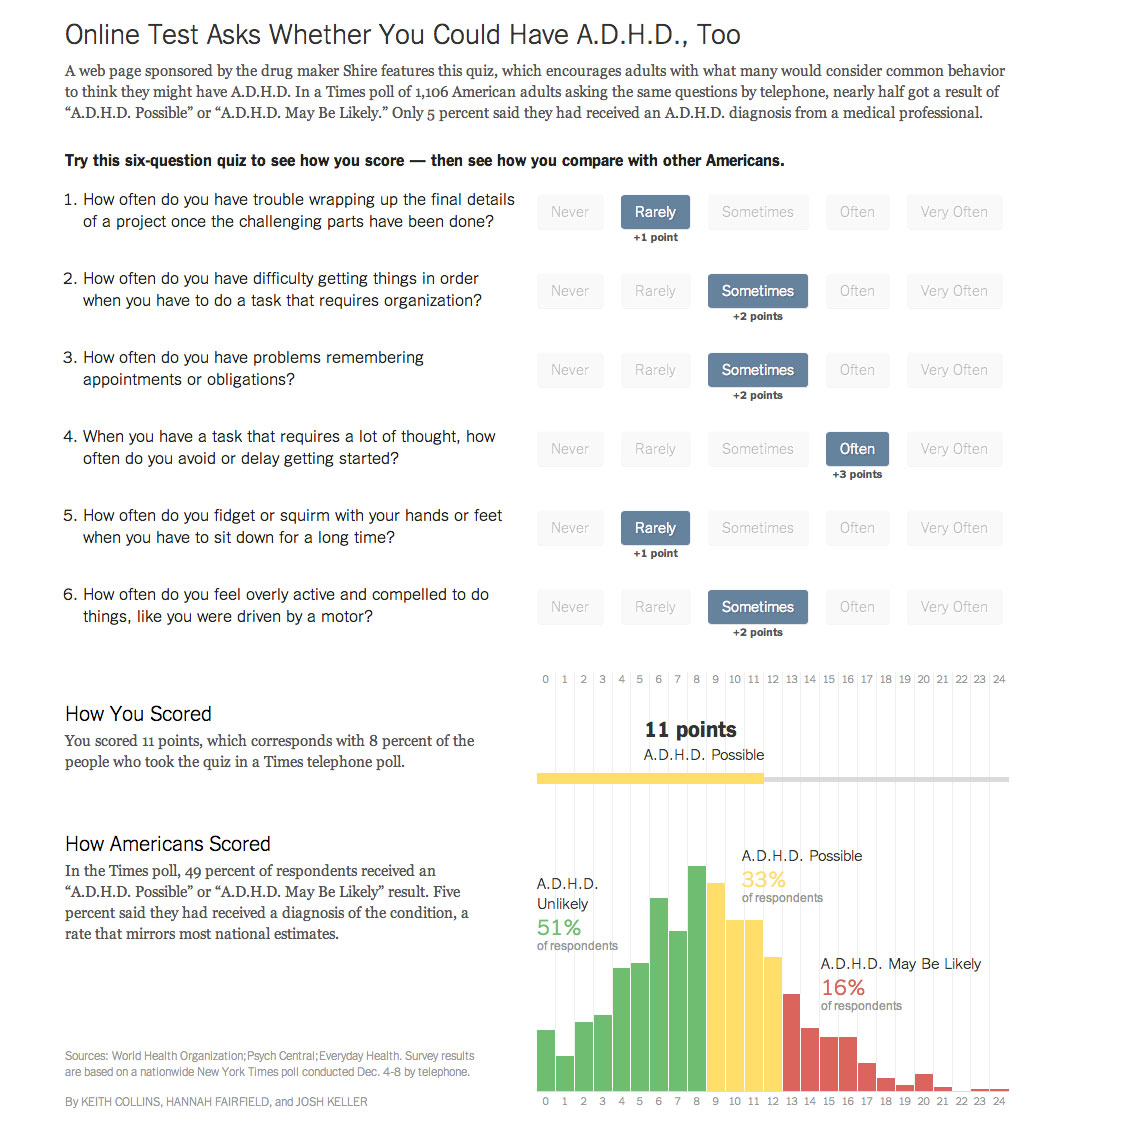 Online Test Asks Whether You Could Have A.D.H.D., Too
A web page sponsored by the drug maker Shire features this quiz, which encourages adults with what many would consider common behavior
to think they might have A.D.H.D. In a Times poll of 1,106 American adults asking the same questions by telephone, nearly half got a result of
“A.D.H.D. Possible” or “A.D.H.D. May Be Likely.” Only 5 percent said they had received an A.D.H.D. diagnosis from a medical professional.
Try this six-question quiz to see how you score — then see how you compare with other Americans.
1. How often do you have trouble wrapping up the final details
of a project once the challenging parts have been done?
Never Rarely Sometimes Often Very Often
+1 point
2. How often do you have difficulty getting things in order
when you have to do a task that requires organization?
Never Rarely Sometimes Often Very Often
+2 points
3. How often do you have problems remembering
appointments or obligations?
Never Rarely Sometimes Often Very Often
+2 points
4. When you have a task that requires a lot of thought, how
often do you avoid or delay getting started?
Never Rarely Sometimes Often Very Often
+3 points
5. How often do you fidget or squirm with your hands or feet
when you have to sit down for a long time?
Never Rarely Sometimes Often Very Often
+1 point
6. How often do you feel overly active and compelled to do
things, like you were driven by a motor?
Never Rarely Sometimes Often Very Often
+2 points
0 1 2 3 4 5 6 7 8 9 10 11 12 13 14 15 16 17 18 19 20 21 22 23 24
How You Scored
You scored 11 points, which corresponds with 8 percent of the
people who took the quiz in a Times telephone poll.
11 points
A.D.H.D. Possible
How Americans Scored
In the Times poll, 49 percent of respondents received an
“A.D.H.D. Possible” or “A.D.H.D. May Be Likely” result. Five
percent said they had received a diagnosis of the condition, a
rate that mirrors most national estimates.
A.D.H.D.
Unlikely
51%
of respondents
A.D.H.D. Possible
33%
of respondents
A.D.H.D. May Be Likely
16%
of respondents
0 1 2 3 4 5 6 7 8 9 10 11 12 13 14 15 16 17 18 19 20 21 22 23 24
Sources: World Health Organization;Psych Central;Everyday Health. Survey results
are based on a nationwide New York Times poll conducted Dec. 4-8 by telephone.
By KEITH COLLINS, HANNAH FAIRFIELD, and JOSH KELLER